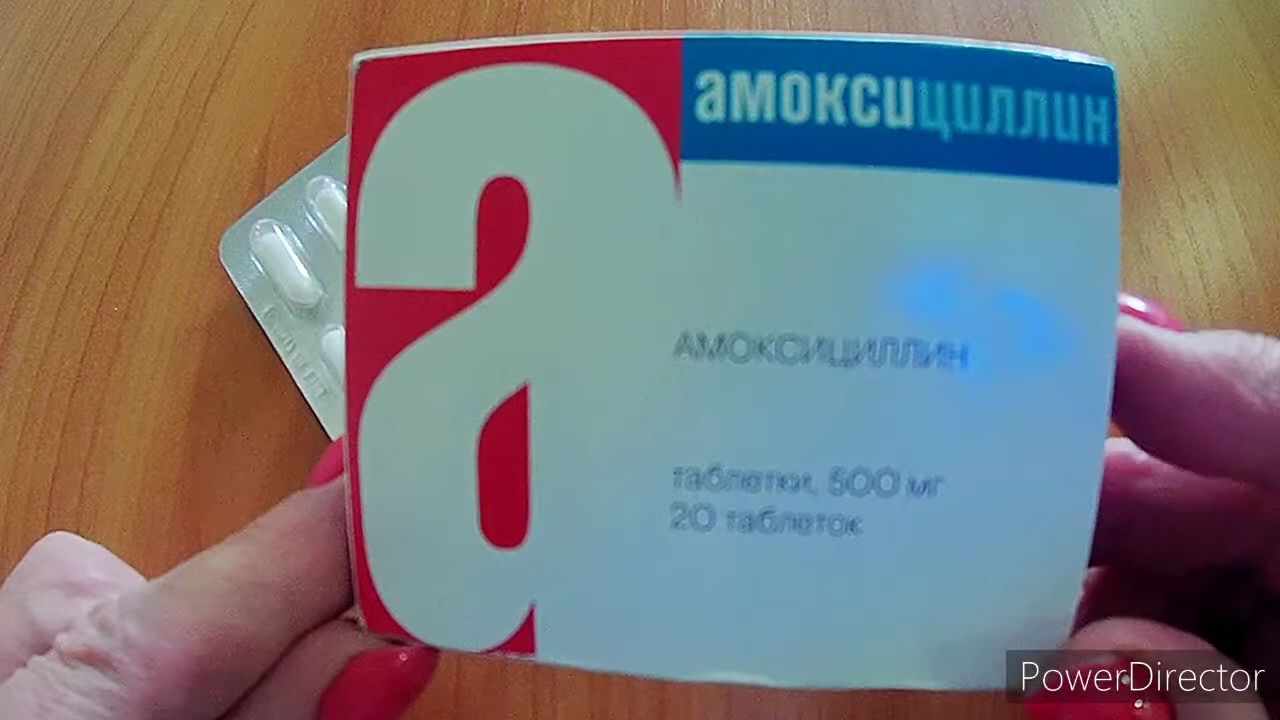 амоксициллин
а
АМОКСИЦИЛЛИН
таблетки, 500 мг
20 таблеток
PowerDirector